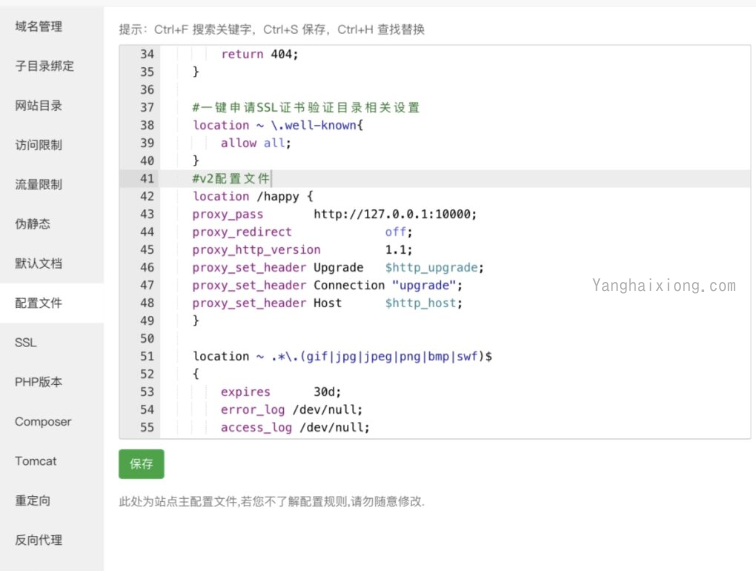 域名管理
子目录绑定
网站目录
访问限制
流量限制
伪静态
默认文档
配置文件
SSL
PHP版本
Composer
Tomcat
重定向
反向代理
提示：Ctrl+F 搜索关键字，Ctrl+S 保存，Ctrl+H 查找替换
34 return 404;
35 }
36
37 #一键申请SSL证书验证目录相关设置
38 location ~ \.well-known{
39 allow all;
40 }
41 #v2配置文件
42 location /happy {
43 proxy_pass http://127.0.0.1:10000;
44 proxy_redirect off;
45 proxy_http_version 1.1;
46 proxy_set_header Upgrade $http_upgrade;
47 proxy_set_header Connection "upgrade";
48 proxy_set_header Host $http_host;
49 }
50
51 location ~ .*\.(gif|jpg|jpeg|png|bmp|swf)$
52 {
53 expires 30d;
54 error_log /dev/null;
55 access_log /dev/null;
Yanghaixiong.com
保存
此处为站点主配置文件,若您不了解配置规则,请勿随意修改.